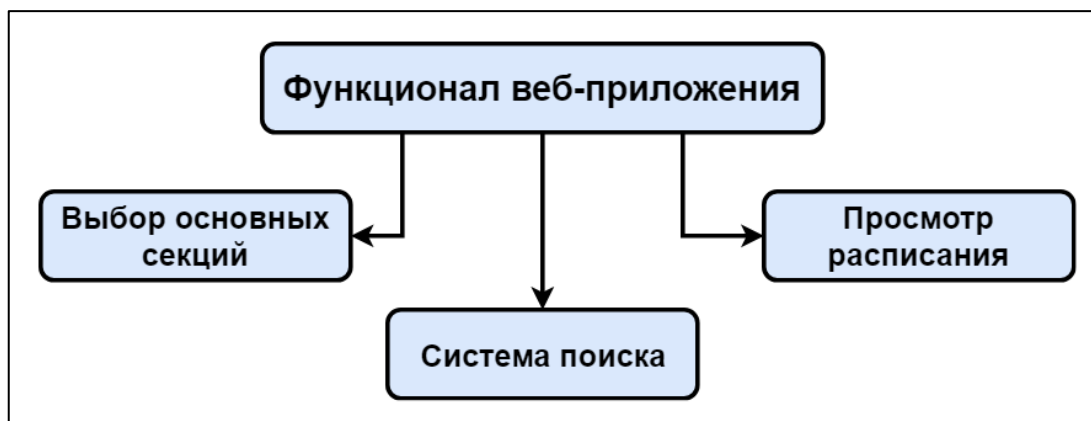 Функционал веб-приложения
Выбор основных
секций
Просмотр
расписания
Система поиска